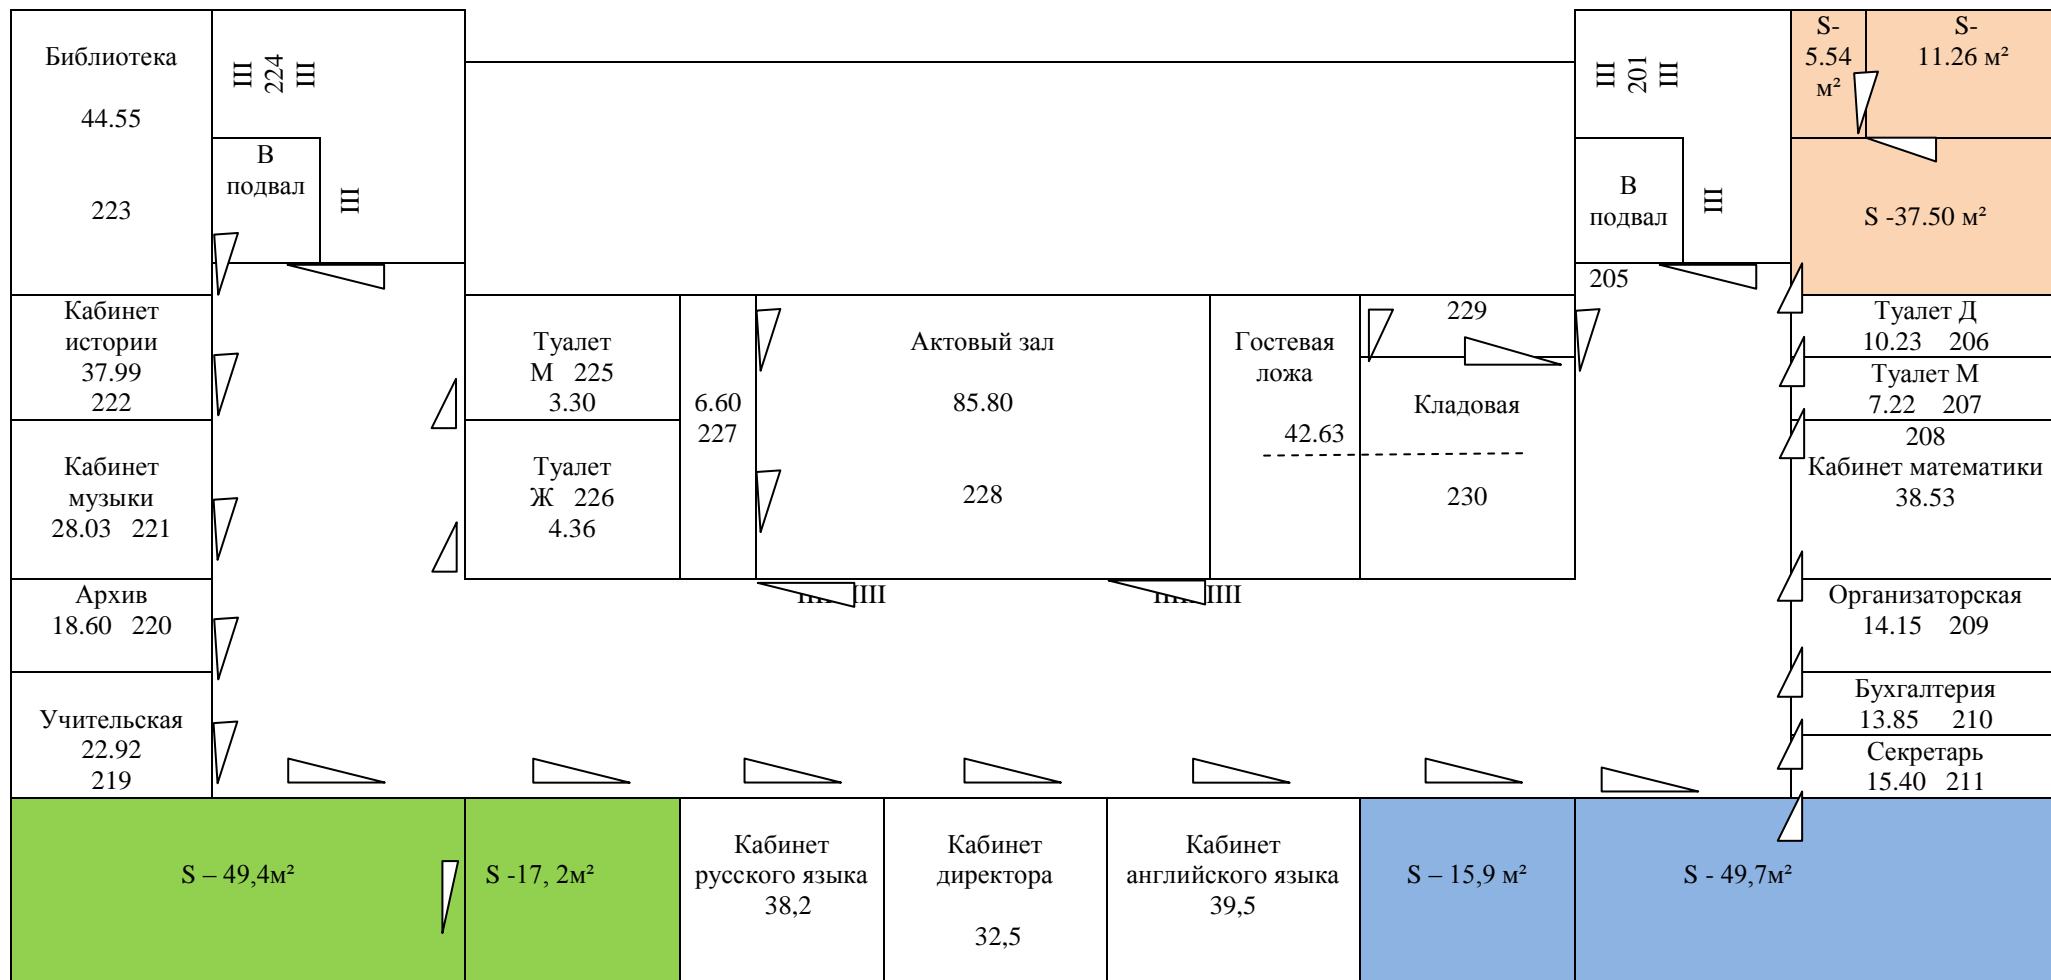 Библиотека
44.55
223
III
224
III
В
подвал
III
III
201
III
В
подвал
III
S-
5.54
м²
S-
11.26 м²
S -37.50 м²
205
Кабинет
истории
37.99
222
Туалет
М 225
3.30
6.60
227
Актовый зал
85.80
228
Гостевая
ложа
42.63
229
Кладовая
230
Туалет Д
10.23 206
Туалет М
7.22 207
208
Кабинет математики
38.53
Кабинет
музыки
28.03 221
Туалет
Ж 226
4.36
Архив
18.60 220
Организаторская
14.15 209
Учительская
22.92
219
Бухгалтерия
13.85 210
Секретарь
15.40 211
S – 49,4м²
S -17, 2м²
Кабинет
русского языка
38,2
Кабинет
директора
32,5
Кабинет
английского языка
39,5
S – 15,9 м²
S - 49,7м²